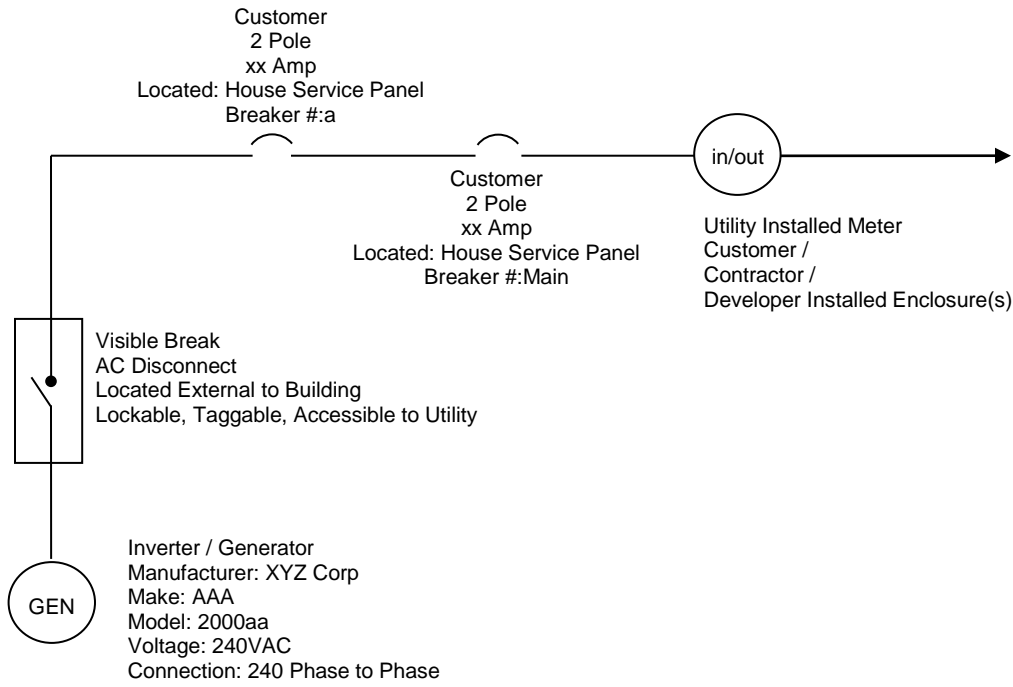 Customer
2 Pole
xx Amp
Located: House Service Panel
Breaker #:a
in/out
Customer
2 Pole
xx Amp
Located: House Service Panel
Breaker #:Main
Utility Installed Meter
Customer /
Contractor /
Developer Installed Enclosure(s)
Visible Break
AC Disconnect
Located External to Building
Lockable, Taggable, Accessible to Utility
GEN
Inverter / Generator
Manufacturer: XYZ Corp
Make: AAA
Model: 2000aa
Voltage: 240VAC
Connection: 240 Phase to Phase